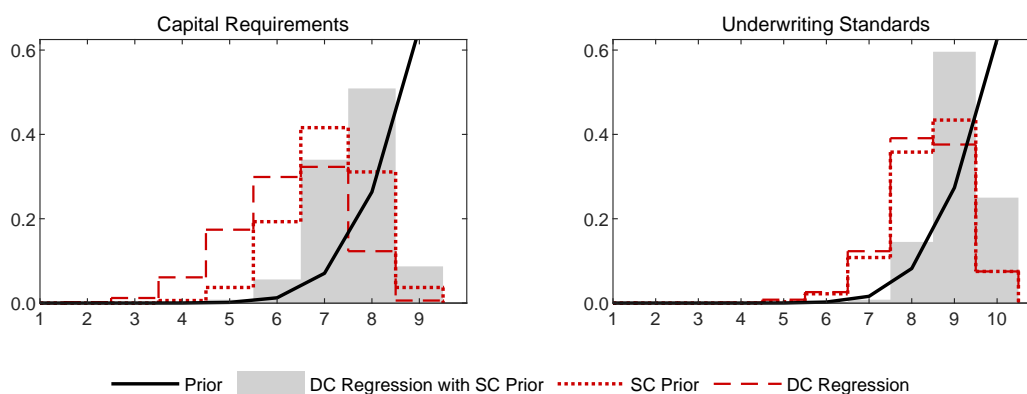 Capital Requirements
0.6
0.4
0.2
0.0
1 2 3 4 5 6 7 8 9
Underwriting Standards
0.6
0.4
0.2
0.0
1 2 3 4 5 6 7 8 9 10
Prior DC Regression with SC Prior SC Prior DC Regression